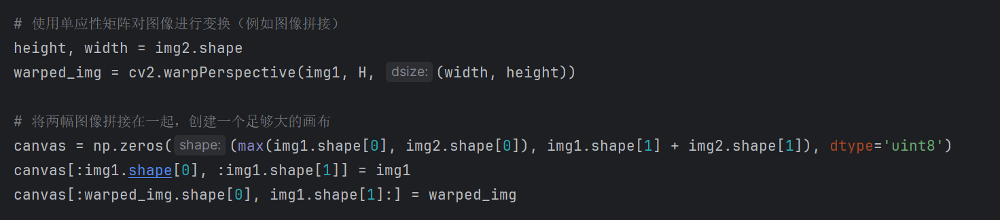 # 使用单应性矩阵对图像进行变换（例如图像拼接）
height, width = img2.shape
warped_img = cv2.warpPerspective(img1, H, dsize: (width, height))
# 将两幅图像拼接在一起，创建一个足够大的画布
canvas = np.zeros( shape: (max(img1.shape[0], img2.shape[0]), img1.shape[1] + img2.shape[1]), dtype='uint8')
canvas[:img1.shape[0], :img1.shape[1]] = img1
canvas[:warped_img.shape[0], img1.shape[1]:] = warped_img